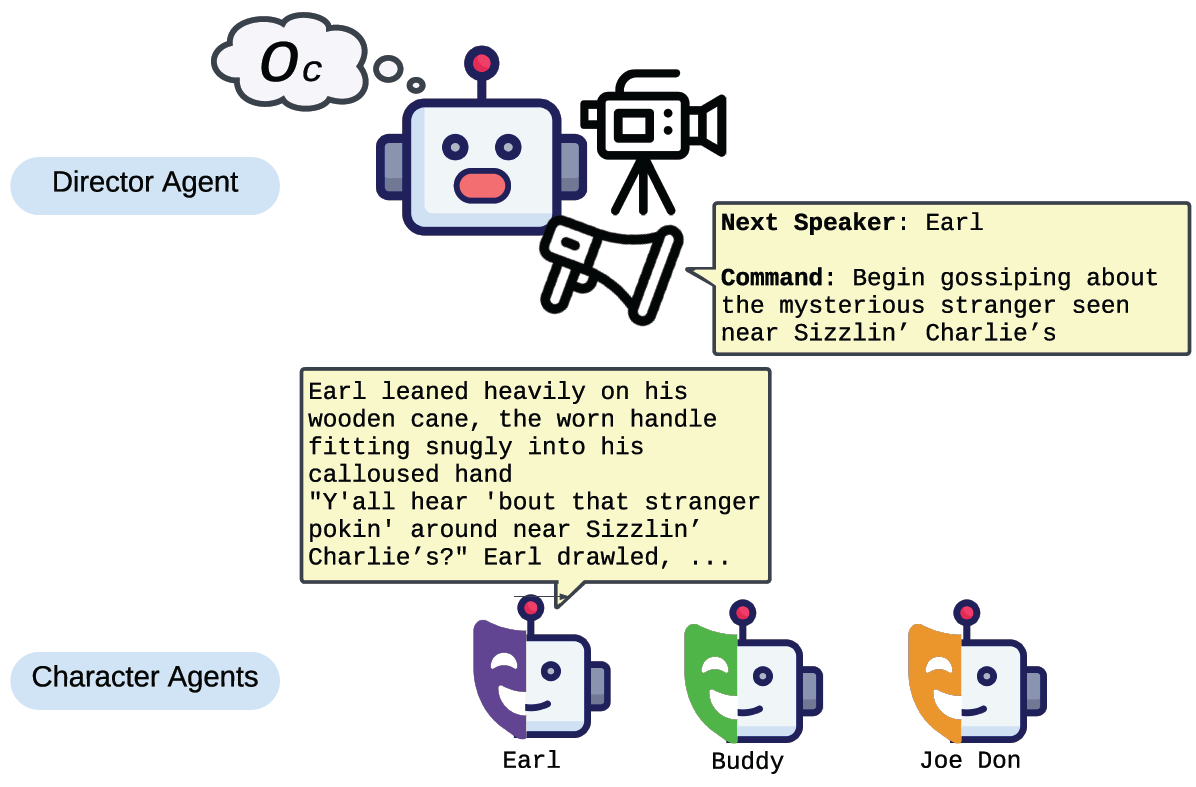 Oc
Director Agent
Next Speaker: Earl
Command: Begin gossiping about
the mysterious stranger seen
near Sizzlin’ Charlie’s
Earl leaned heavily on his
wooden cane, the worn handle
fitting snugly into his
calloused hand
"Y'all hear 'bout that stranger
pokin' around near Sizzlin’
Charlie’s?" Earl drawled, ...
Character Agents
Earl
Buddy
Joe Don